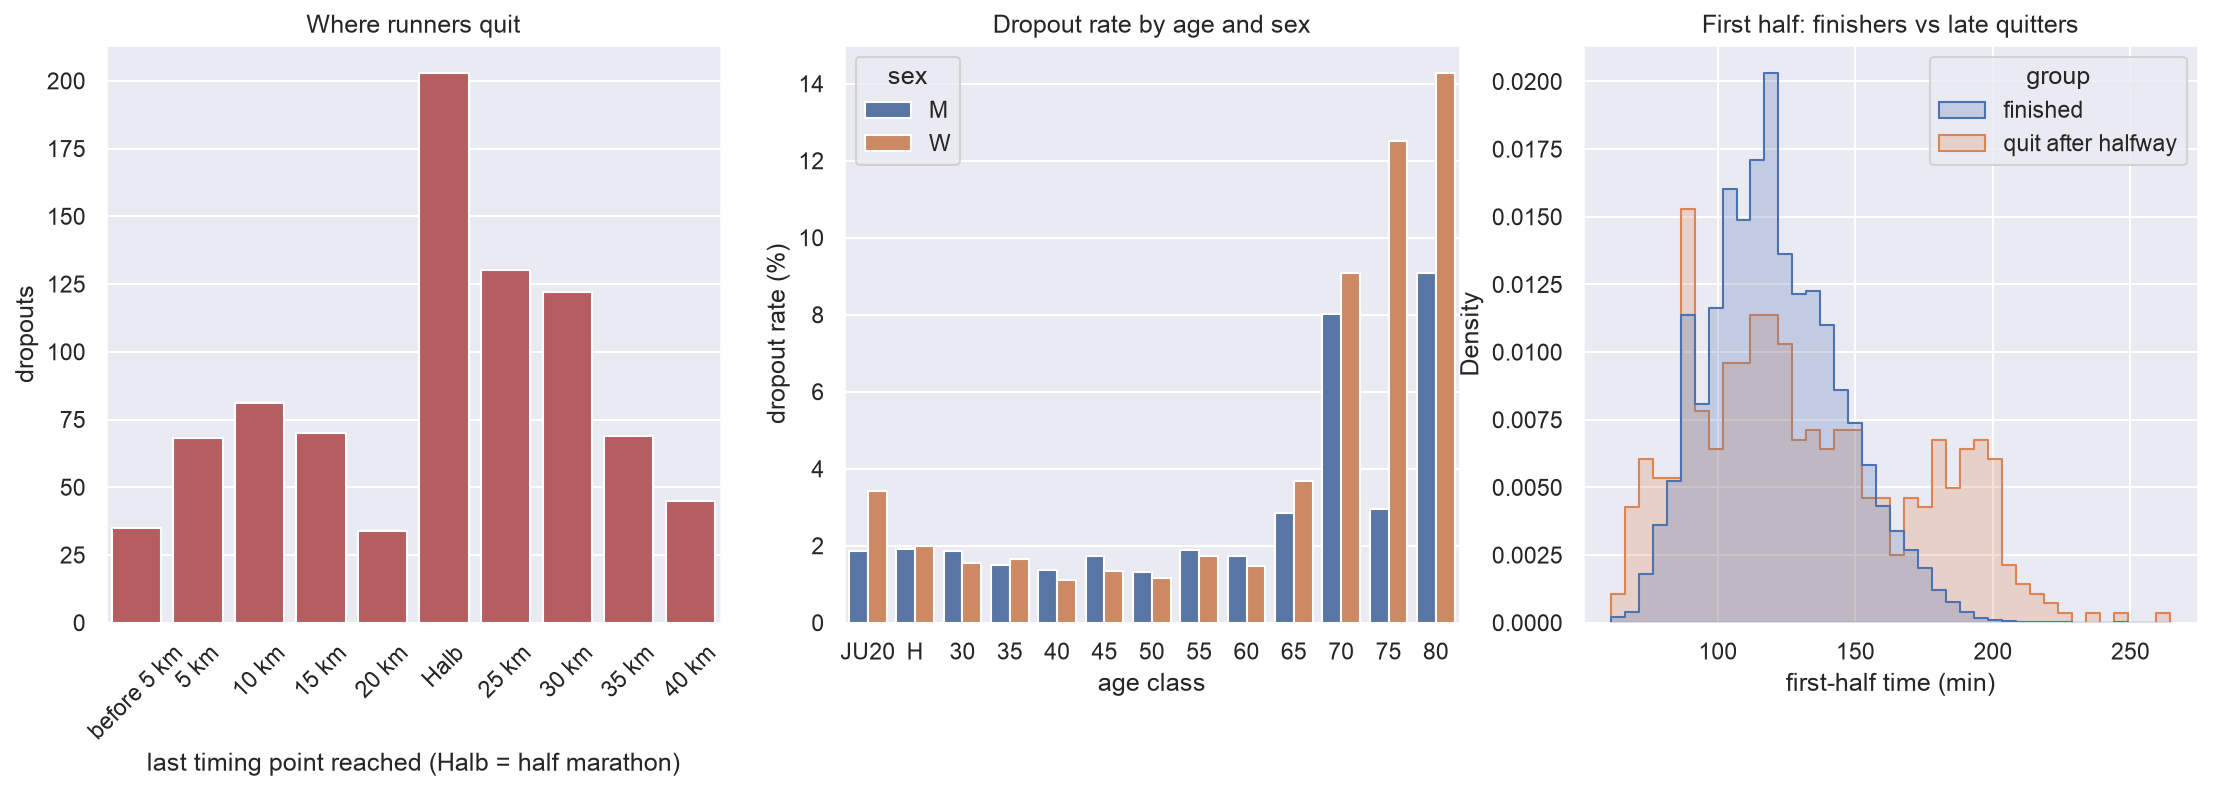 Where runners quit
dropouts
200
175
150
125
100
75
50
25
0
before 5 km
5 km
10 km
15 km
20 km
Halb
25 km
30 km
35 km
40 km
last timing point reached (Halb = half marathon)
Dropout rate by age and sex
sex
M
W
dropout rate (%)
14
12
10
8
6
4
2
0
JU20
H
30
35
40
45
50
55
60
65
70
75
80
age class
First half: finishers vs late quitters
group
finished
quit after halfway
Density
0.0200
0.0175
0.0150
0.0125
0.0100
0.0075
0.0050
0.0025
0.0000
100
150
200
250
first-half time (min)